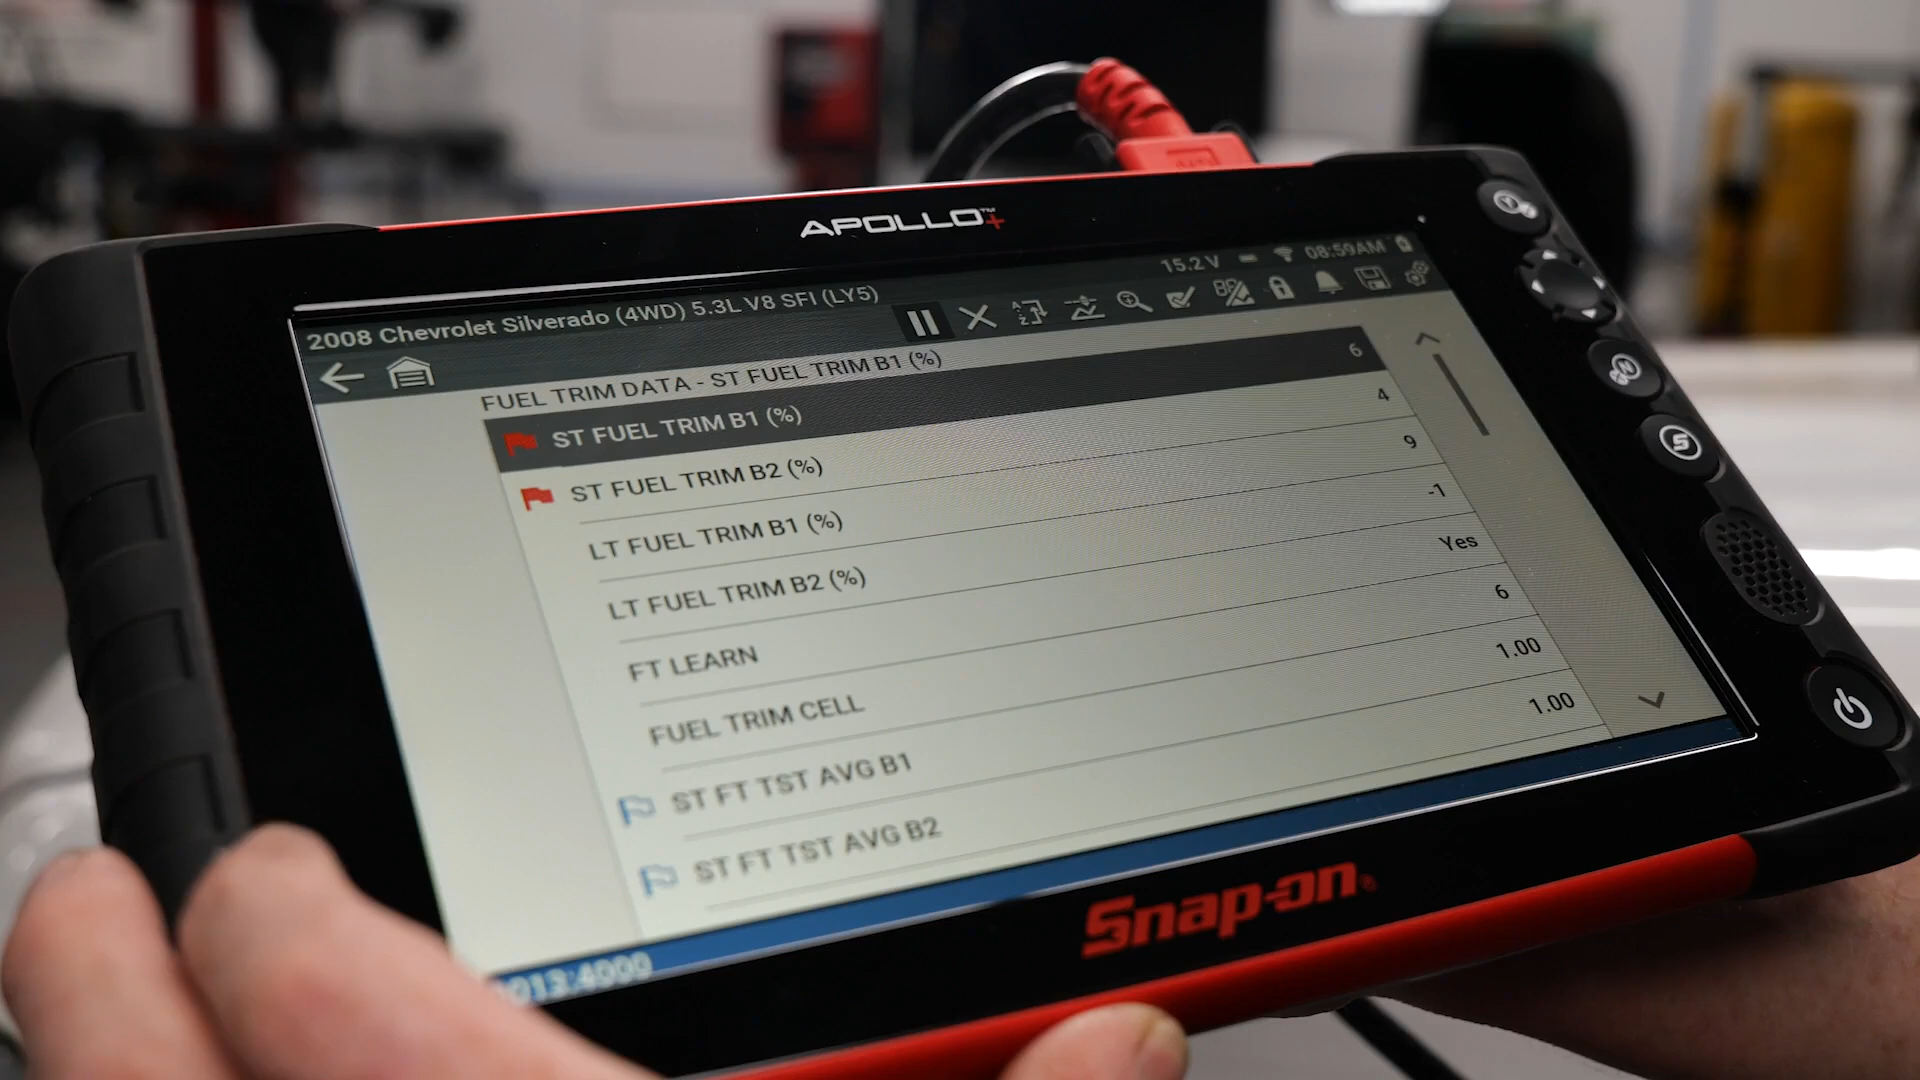 APOLLO™+
15.2 V 08:59AM
2008 Chevrolet Silverado (4WD) 5.3L V8 SFI (LY5)
FUEL TRIM DATA - ST FUEL TRIM B1 (%)
ST FUEL TRIM B1 (%) 6
ST FUEL TRIM B2 (%) 4
LT FUEL TRIM B1 (%) 9
LT FUEL TRIM B2 (%) -1
FT LEARN Yes
FUEL TRIM CELL 6
ST FT TST AVG B1 1.00
ST FT TST AVG B2 1.00
Snap-on